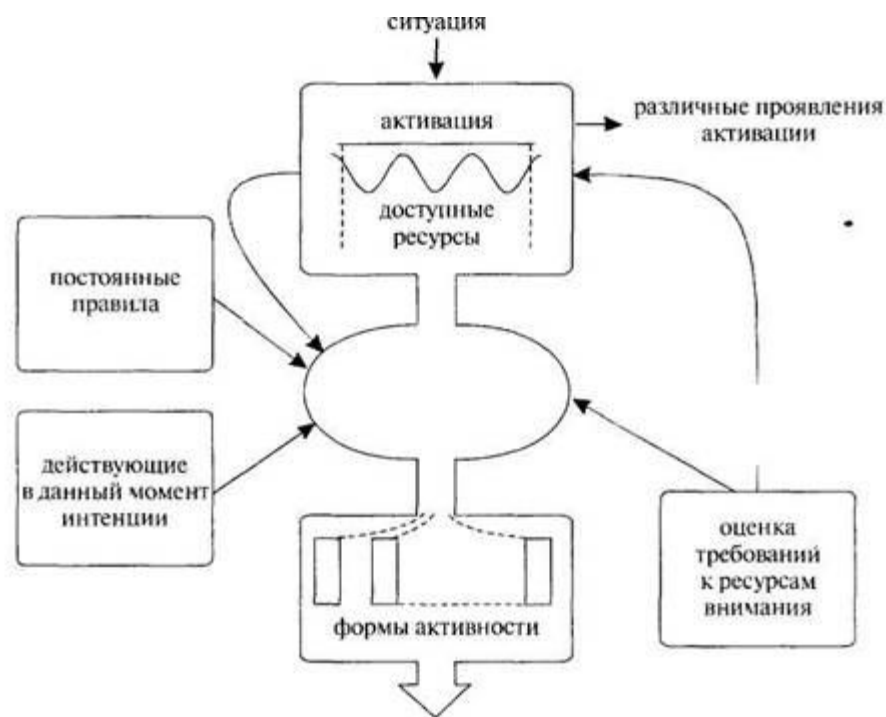 ситуация
активация
различные проявления
активации
доступные
ресурсы
постоянные
правила
действующие
в данный момент
интенции
оценка
требований
к ресурсам
внимания
формы активности